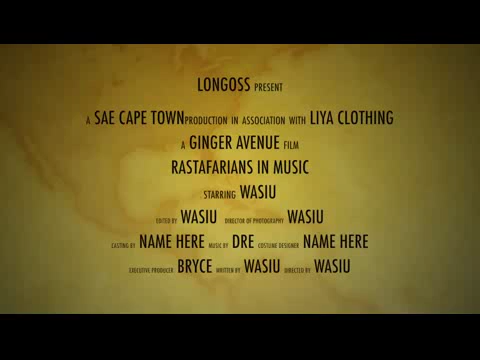 LONGOSS PRESENT
A SAE CAPE TOWN PRODUCTION IN ASSOCIATION WITH LIYA CLOTHING
A GINGER AVENUE FILM
RASTAFARIANS IN MUSIC
STARRING WASIU
EDITED BY WASIU DIRECTOR OF PHOTOGRAPHY WASIU
CASTING BY NAME HERE MUSIC BY DRE COSTUME DESIGNER NAME HERE
EXECUTIVE PRODUCER BRYCE WRITTEN BY WASIU DIRECTED BY WASIU